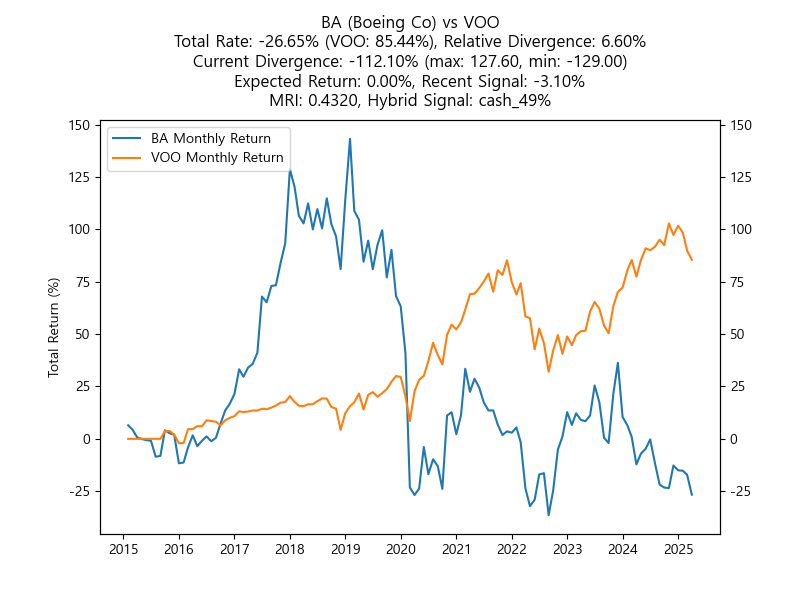 BA (Boeing Co) vs VOO
Total Rate: -26.65% (VOO: 85.44%), Relative Divergence: 6.60%
Current Divergence: -112.10% (max: 127.60, min: -129.00)
Expected Return: 0.00%, Recent Signal: -3.10%
MRI: 0.4320, Hybrid Signal: cash_49%
BA Monthly Return
VOO Monthly Return
Total Return (%)
150
125
100
75
50
25
0
-25
150
125
100
75
50
25
0
-25
2015 2016 2017 2018 2019 2020 2021 2022 2023 2024 2025